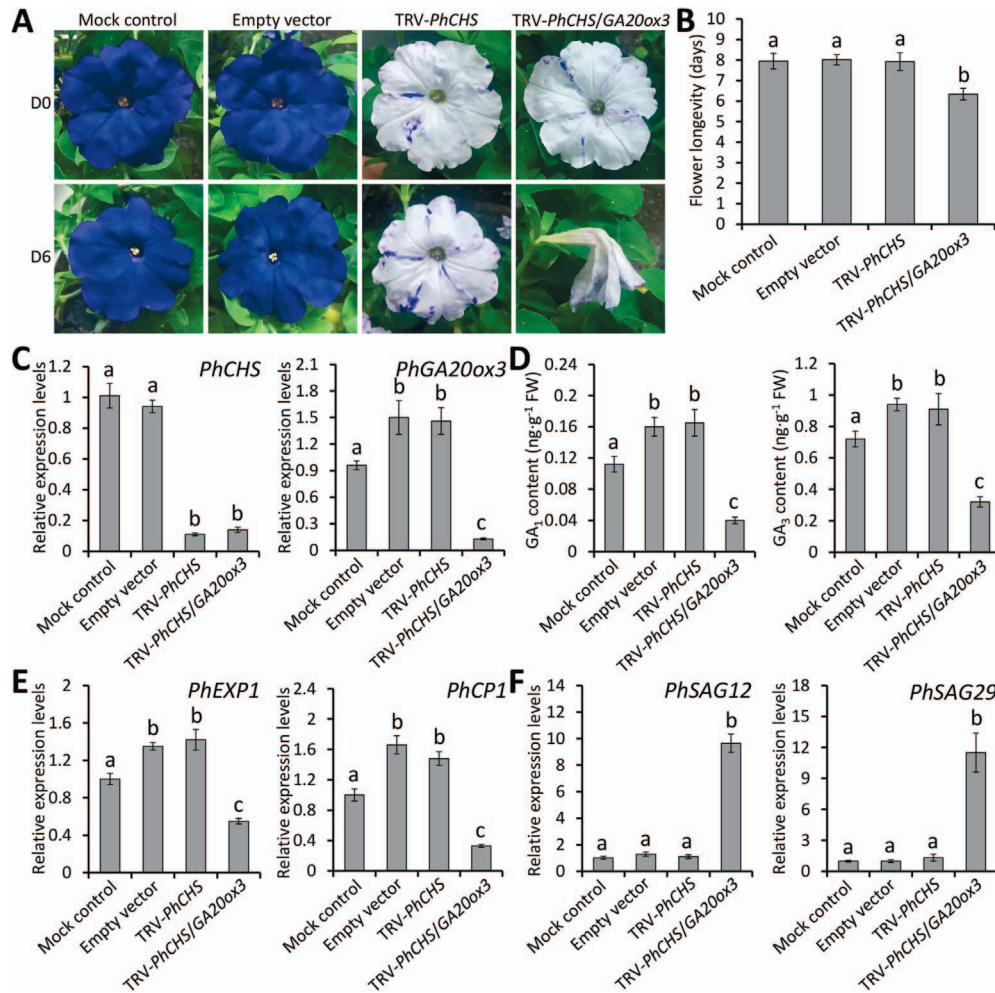 A
Mock control
Empty vector
TRV-PhCHS
TRV-PhCHS/GA20ox3
D0
D6
B
Flower longevity (days)
10
9
8
7
6
5
4
3
2
1
0
a
a
a
b
Mock control
Empty vector
TRV-PhCHS
TRV-PhCHS/GA20ox3
C
PhCHS
Relative expression levels
1.2
1
0.8
0.6
0.4
0.2
0
a
a
b
b
Mock control
Empty vector
TRV-PhCHS
TRV-PhCHS/GA20ox3
PhGA20ox3
Relative expression levels
2.1
1.8
1.5
1.2
0.9
0.6
0.3
0
a
b
b
c
Mock control
Empty vector
TRV-PhCHS
TRV-PhCHS/GA20ox3
D
GA₁ content (ng·g⁻¹ FW)
0.24
0.2
0.16
0.12
0.08
0.04
0
a
b
b
c
Mock control
Empty vector
TRV-PhCHS
TRV-PhCHS/GA20ox3
GA₃ content (ng·g⁻¹ FW)
1.2
1
0.8
0.6
0.4
0.2
0
a
b
b
c
Mock control
Empty vector
TRV-PhCHS
TRV-PhCHS/GA20ox3
E
PhEXP1
Relative expression levels
2
1.6
1.2
0.8
0.4
0
a
b
b
c
Mock control
Empty vector
TRV-PhCHS
TRV-PhCHS/GA20ox3
PhCP1
Relative expression levels
2.4
2
1.6
1.2
0.8
0.4
0
a
b
b
c
Mock control
Empty vector
TRV-PhCHS
TRV-PhCHS/GA20ox3
F
PhSAG12
Relative expression levels
14
12
10
8
6
4
2
0
a
a
a
b
Mock control
Empty vector
TRV-PhCHS
TRV-PhCHS/GA20ox3
PhSAG29
Relative expression levels
18
15
12
9
6
3
0
a
a
a
b
Mock control
Empty vector
TRV-PhCHS
TRV-PhCHS/GA20ox3